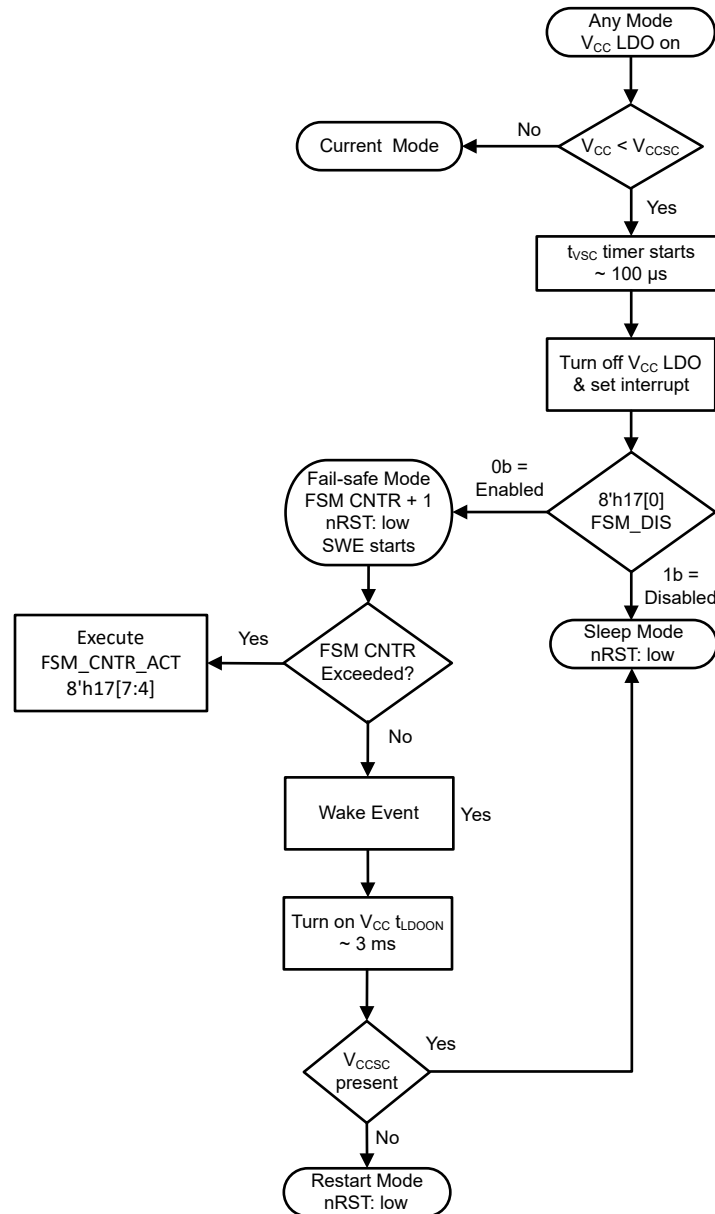 Any Mode
V_CC LDO on
No
Current Mode
V_CC < V_CCSC
Yes
t_VSC timer starts
~ 100 µs
Turn off V_CC LDO
& set interrupt
0b =
Enabled
8'h17[0]
FSM_DIS
Fail-safe Mode
FSM CNTR + 1
nRST: low
SWE starts
1b =
Disabled
Sleep Mode
nRST: low
Yes
Execute
FSM_CNTR_ACT
8'h17[7:4]
FSM CNTR
Exceeded?
No
Wake Event
Yes
Turn on V_CC t_LDOON
~ 3 ms
V_CCSC
present
Yes
No
Restart Mode
nRST: low